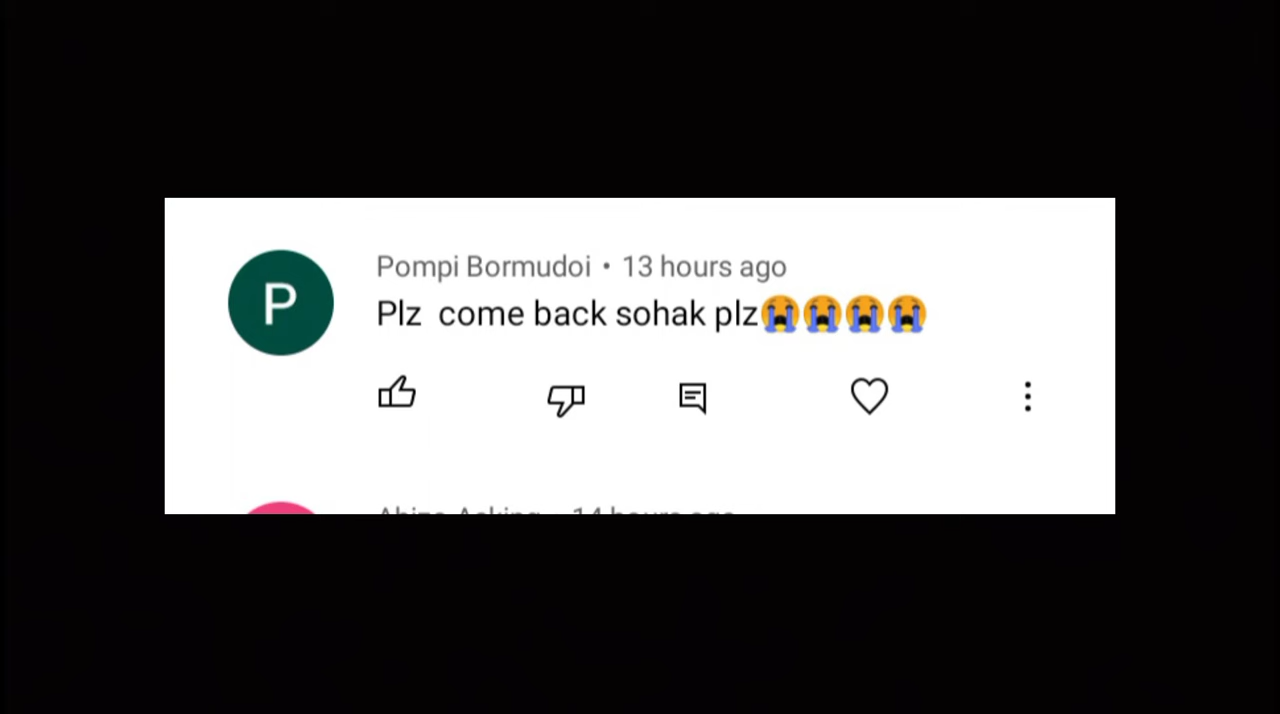 P
Pompi Bormudoi • 13 hours ago
Plz  come back sohak plz😭😭😭😭
14 hours ago